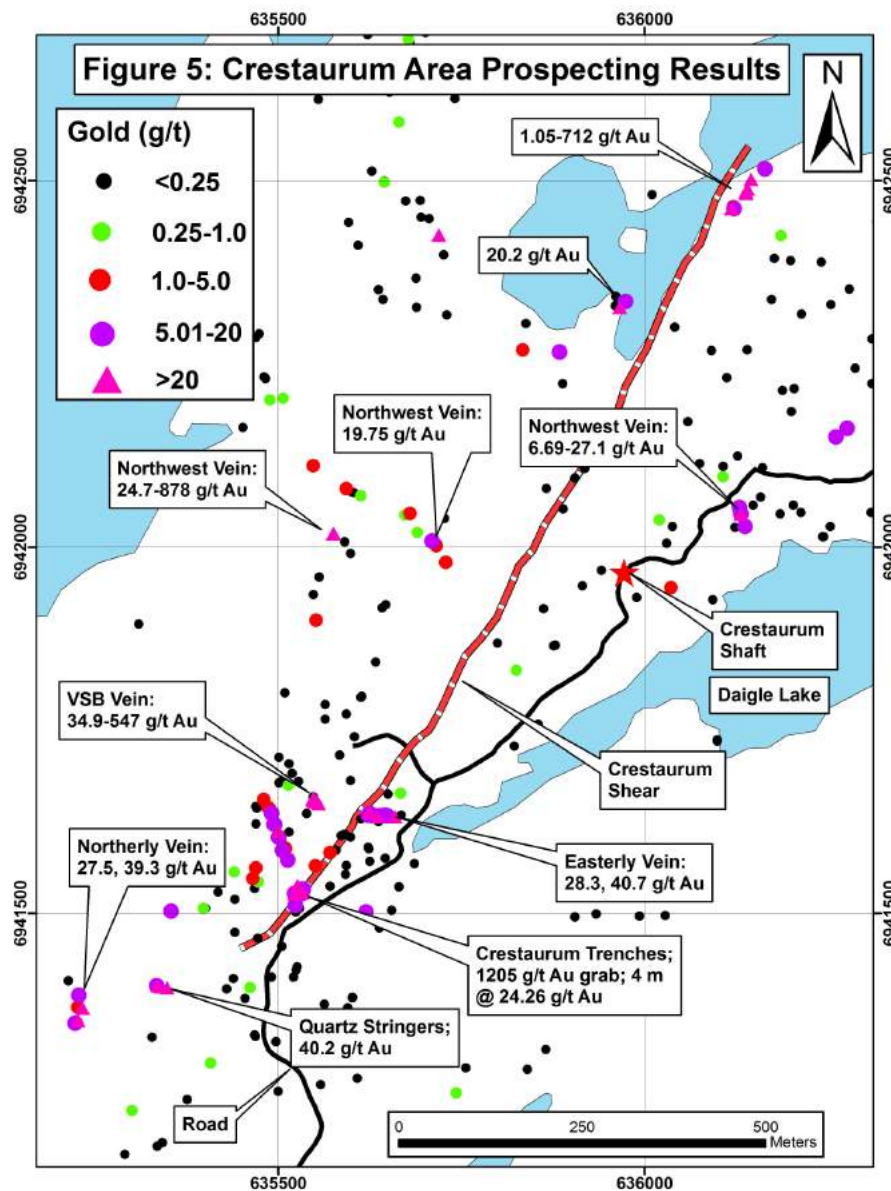 635500
636000
Figure 5: Crestaurum Area Prospecting Results
N
Gold (g/t)
<0.25
0.25-1.0
1.0-5.0
5.01-20
>20
1.05-712 g/t Au
6942500
6942500
20.2 g/t Au
Northwest Vein:
19.75 g/t Au
Northwest Vein:
6.69-27.1 g/t Au
Northwest Vein:
24.7-878 g/t Au
6942000
6942000
Crestaurum
Shaft
VSB Vein:
34.9-547 g/t Au
Daigle Lake
Crestaurum
Shear
Northerly Vein:
27.5, 39.3 g/t Au
Easterly Vein:
28.3, 40.7 g/t Au
6941500
6941500
Crestaurum Trenches;
1205 g/t Au grab; 4 m
@ 24.26 g/t Au
Quartz Stringers;
40.2 g/t Au
Road
0
250
500
Meters
635500
636000